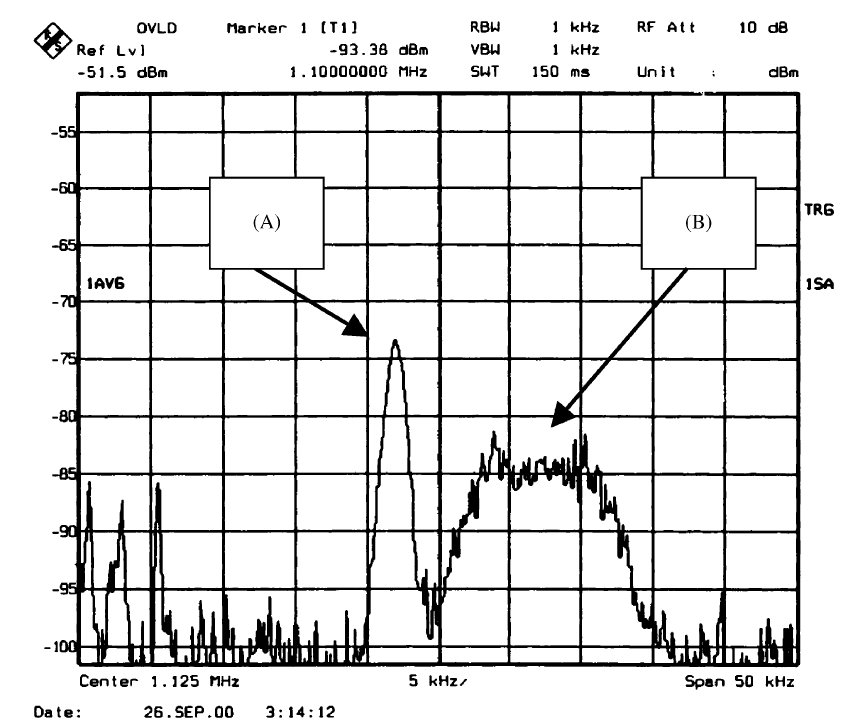 OVLD Marker 1 [T1] RBW 1 kHz RF Att 10 dB
Ref Lvl -93.36 dBm VBW 1 kHz
-51.5 dBm 1.10000000 MHz SWT 150 ms Unit : dBm
-55
-60
(A) (B)
TRG
-65
1AVG 1SA
-70
-75
-80
-85
-90
-95
-100
Center 1.125 MHz 5 kHz/ Span 50 kHz
Date: 26.SEP.00 3:14:12